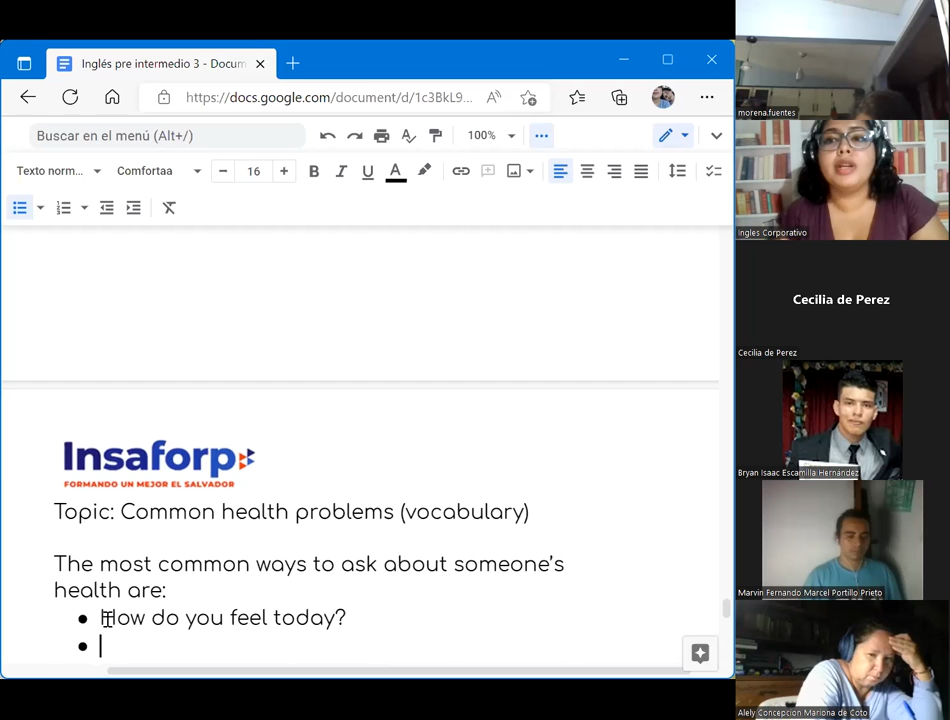 Inglés pre intermedio 3 - Docum
https://docs.google.com/document/d/1c3BkL9...
Buscar en el menú (Alt+/)
100%
Texto norm...
Comfortaa
16
B I U A
Insaforp
FORMANDO UN MEJOR EL SALVADOR
Topic: Common health problems (vocabulary)
The most common ways to ask about someone's
health are:
How do you feel today?
morena.fuentes
Ingles Corporativo
Cecilia de Perez
Cecilia de Perez
Bryan Isaac Escamilla Hernández
Marvin Fernando Marcel Portillo Prieto
Alely Concepcion Mariona de Coto